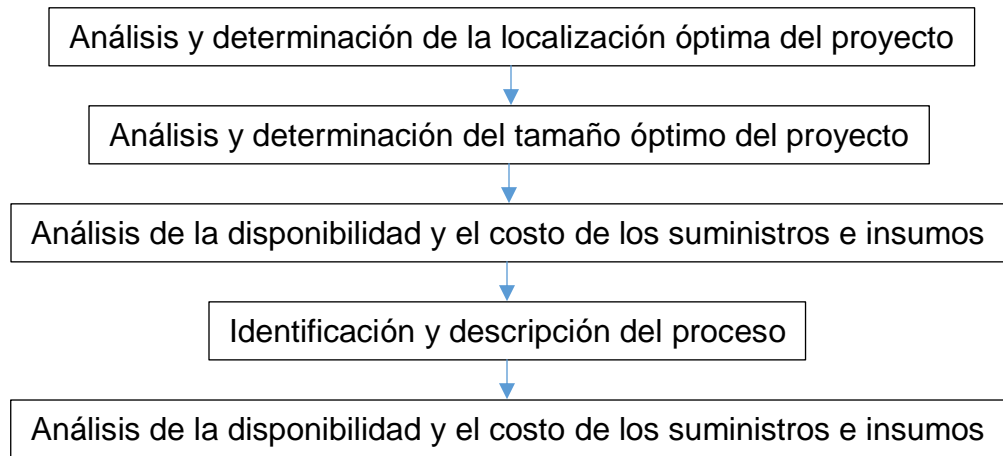 Análisis y determinación de la localización óptima del proyecto
Análisis y determinación del tamaño óptimo del proyecto
Análisis de la disponibilidad y el costo de los suministros e insumos
Identificación y descripción del proceso
Análisis de la disponibilidad y el costo de los suministros e insumos